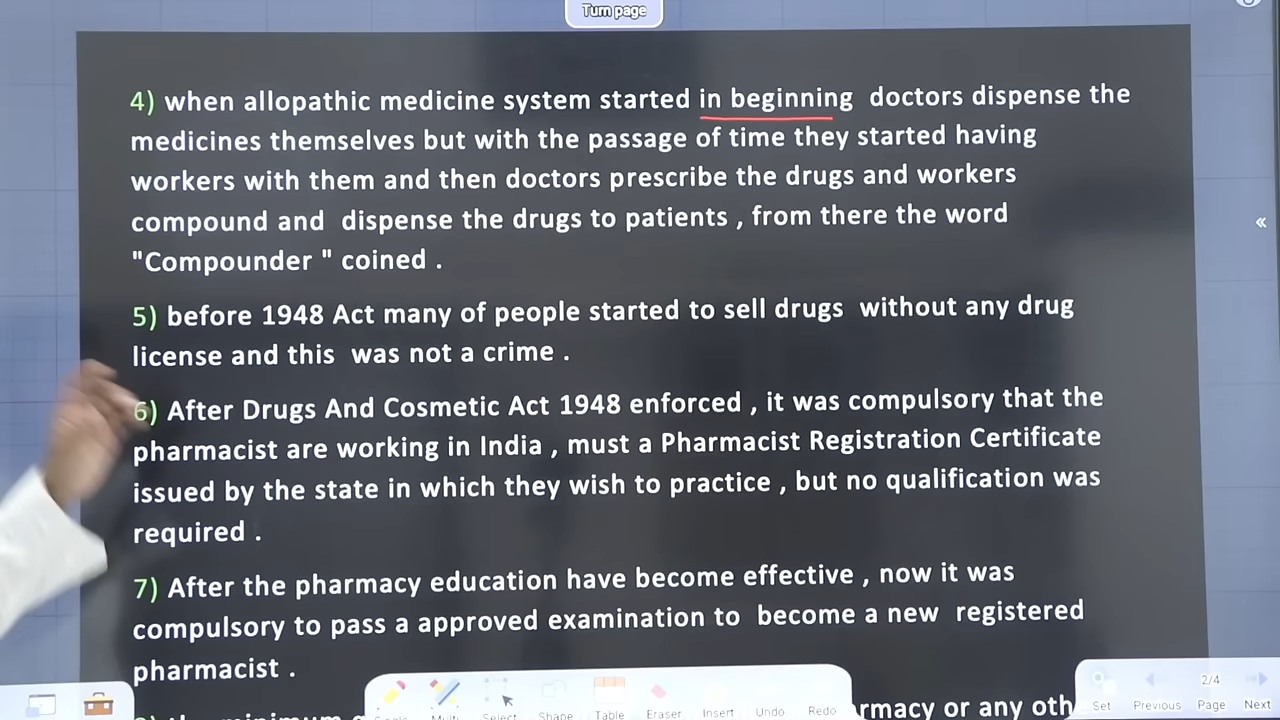 Turn page
4) when allopathic medicine system started in beginning doctors dispense the
medicines themselves but with the passage of time they started having
workers with them and then doctors prescribe the drugs and workers
compound and dispense the drugs to patients , from there the word
"Compounder " coined .
5) before 1948 Act many of people started to sell drugs without any drug
license and this was not a crime .
6) After Drugs And Cosmetic Act 1948 enforced , it was compulsory that the
pharmacist are working in India , must a Pharmacist Registration Certificate
issued by the state in which they wish to practice , but no qualification was
required .
7) After the pharmacy education have become effective , now it was
compulsory to pass a approved examination to become a new registered
pharmacist .
or any
Select Shape Table Eraser Insert Undo Redo
2/4
Set Previous Page Next